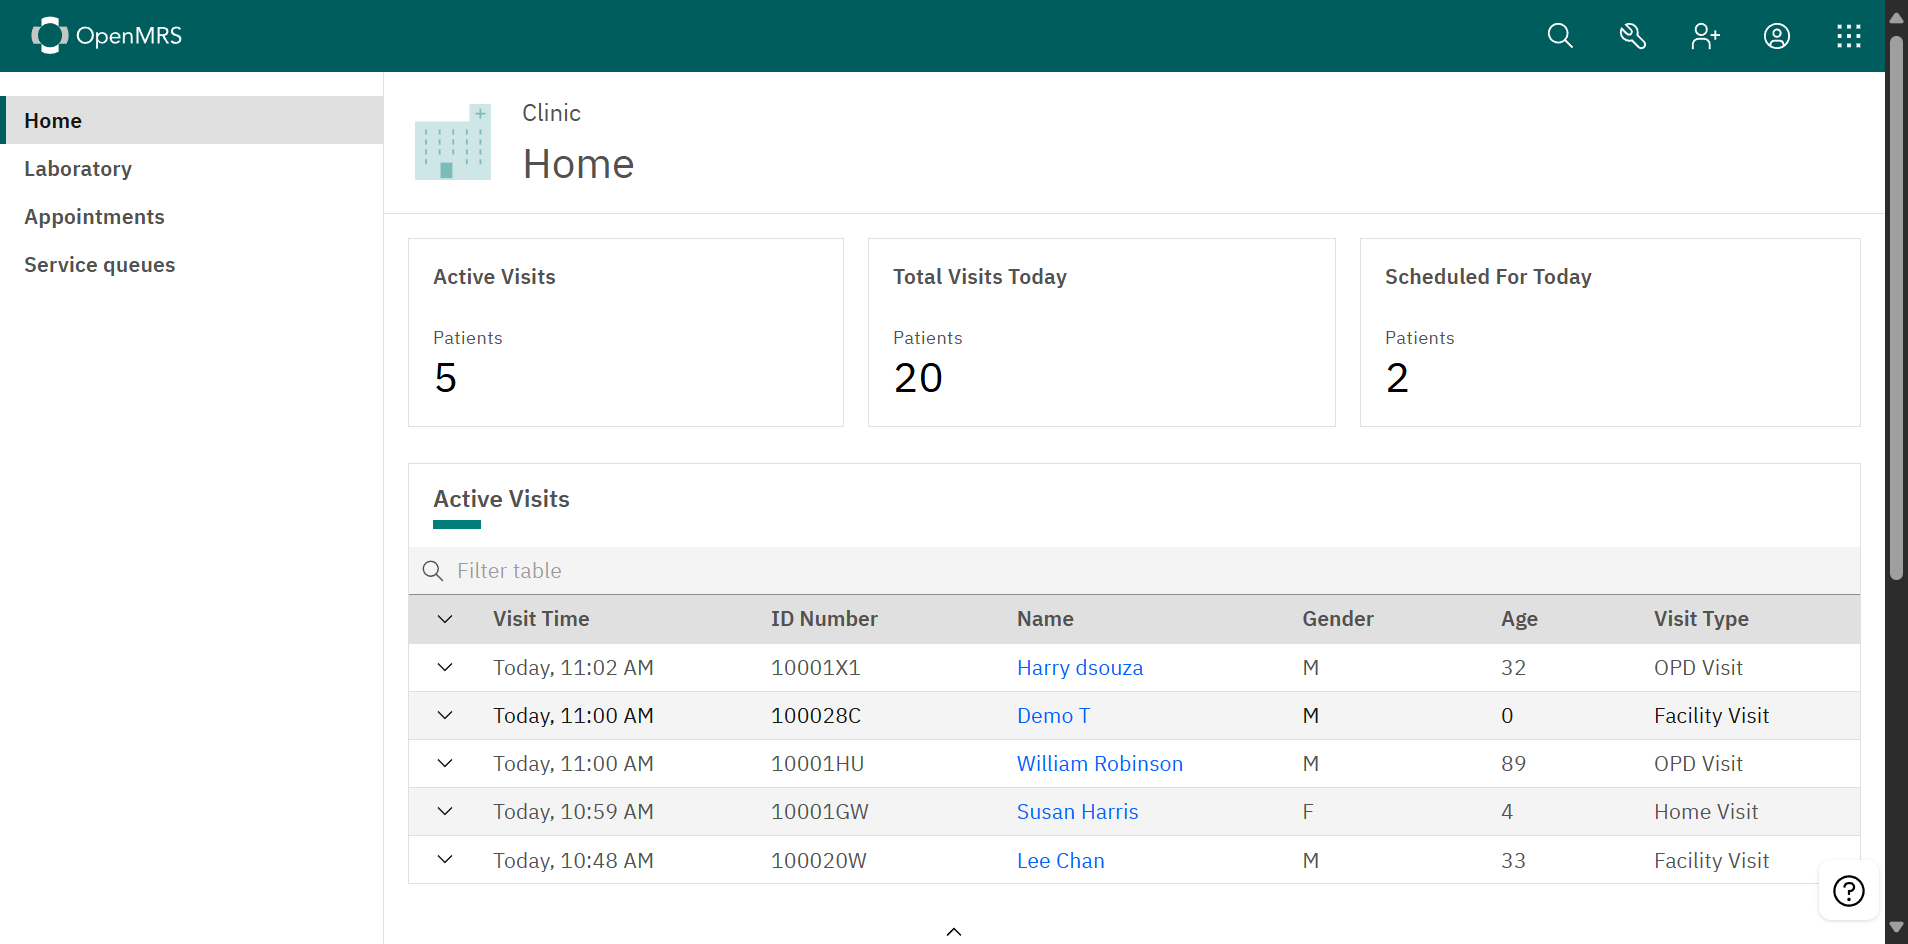 OpenMRS
Home
Laboratory
Appointments
Service queues
Clinic
Home
Active Visits
Patients
5
Total Visits Today
Patients
20
Scheduled For Today
Patients
2
Active Visits
Filter table
Visit Time ID Number Name Gender Age Visit Type
Today, 11:02 AM 10001X1 Harry dsouza M 32 OPD Visit
Today, 11:00 AM 100028C Demo T M 0 Facility Visit
Today, 11:00 AM 10001HU William Robinson M 89 OPD Visit
Today, 10:59 AM 10001GW Susan Harris F 4 Home Visit
Today, 10:48 AM 100020W Lee Chan M 33 Facility Visit